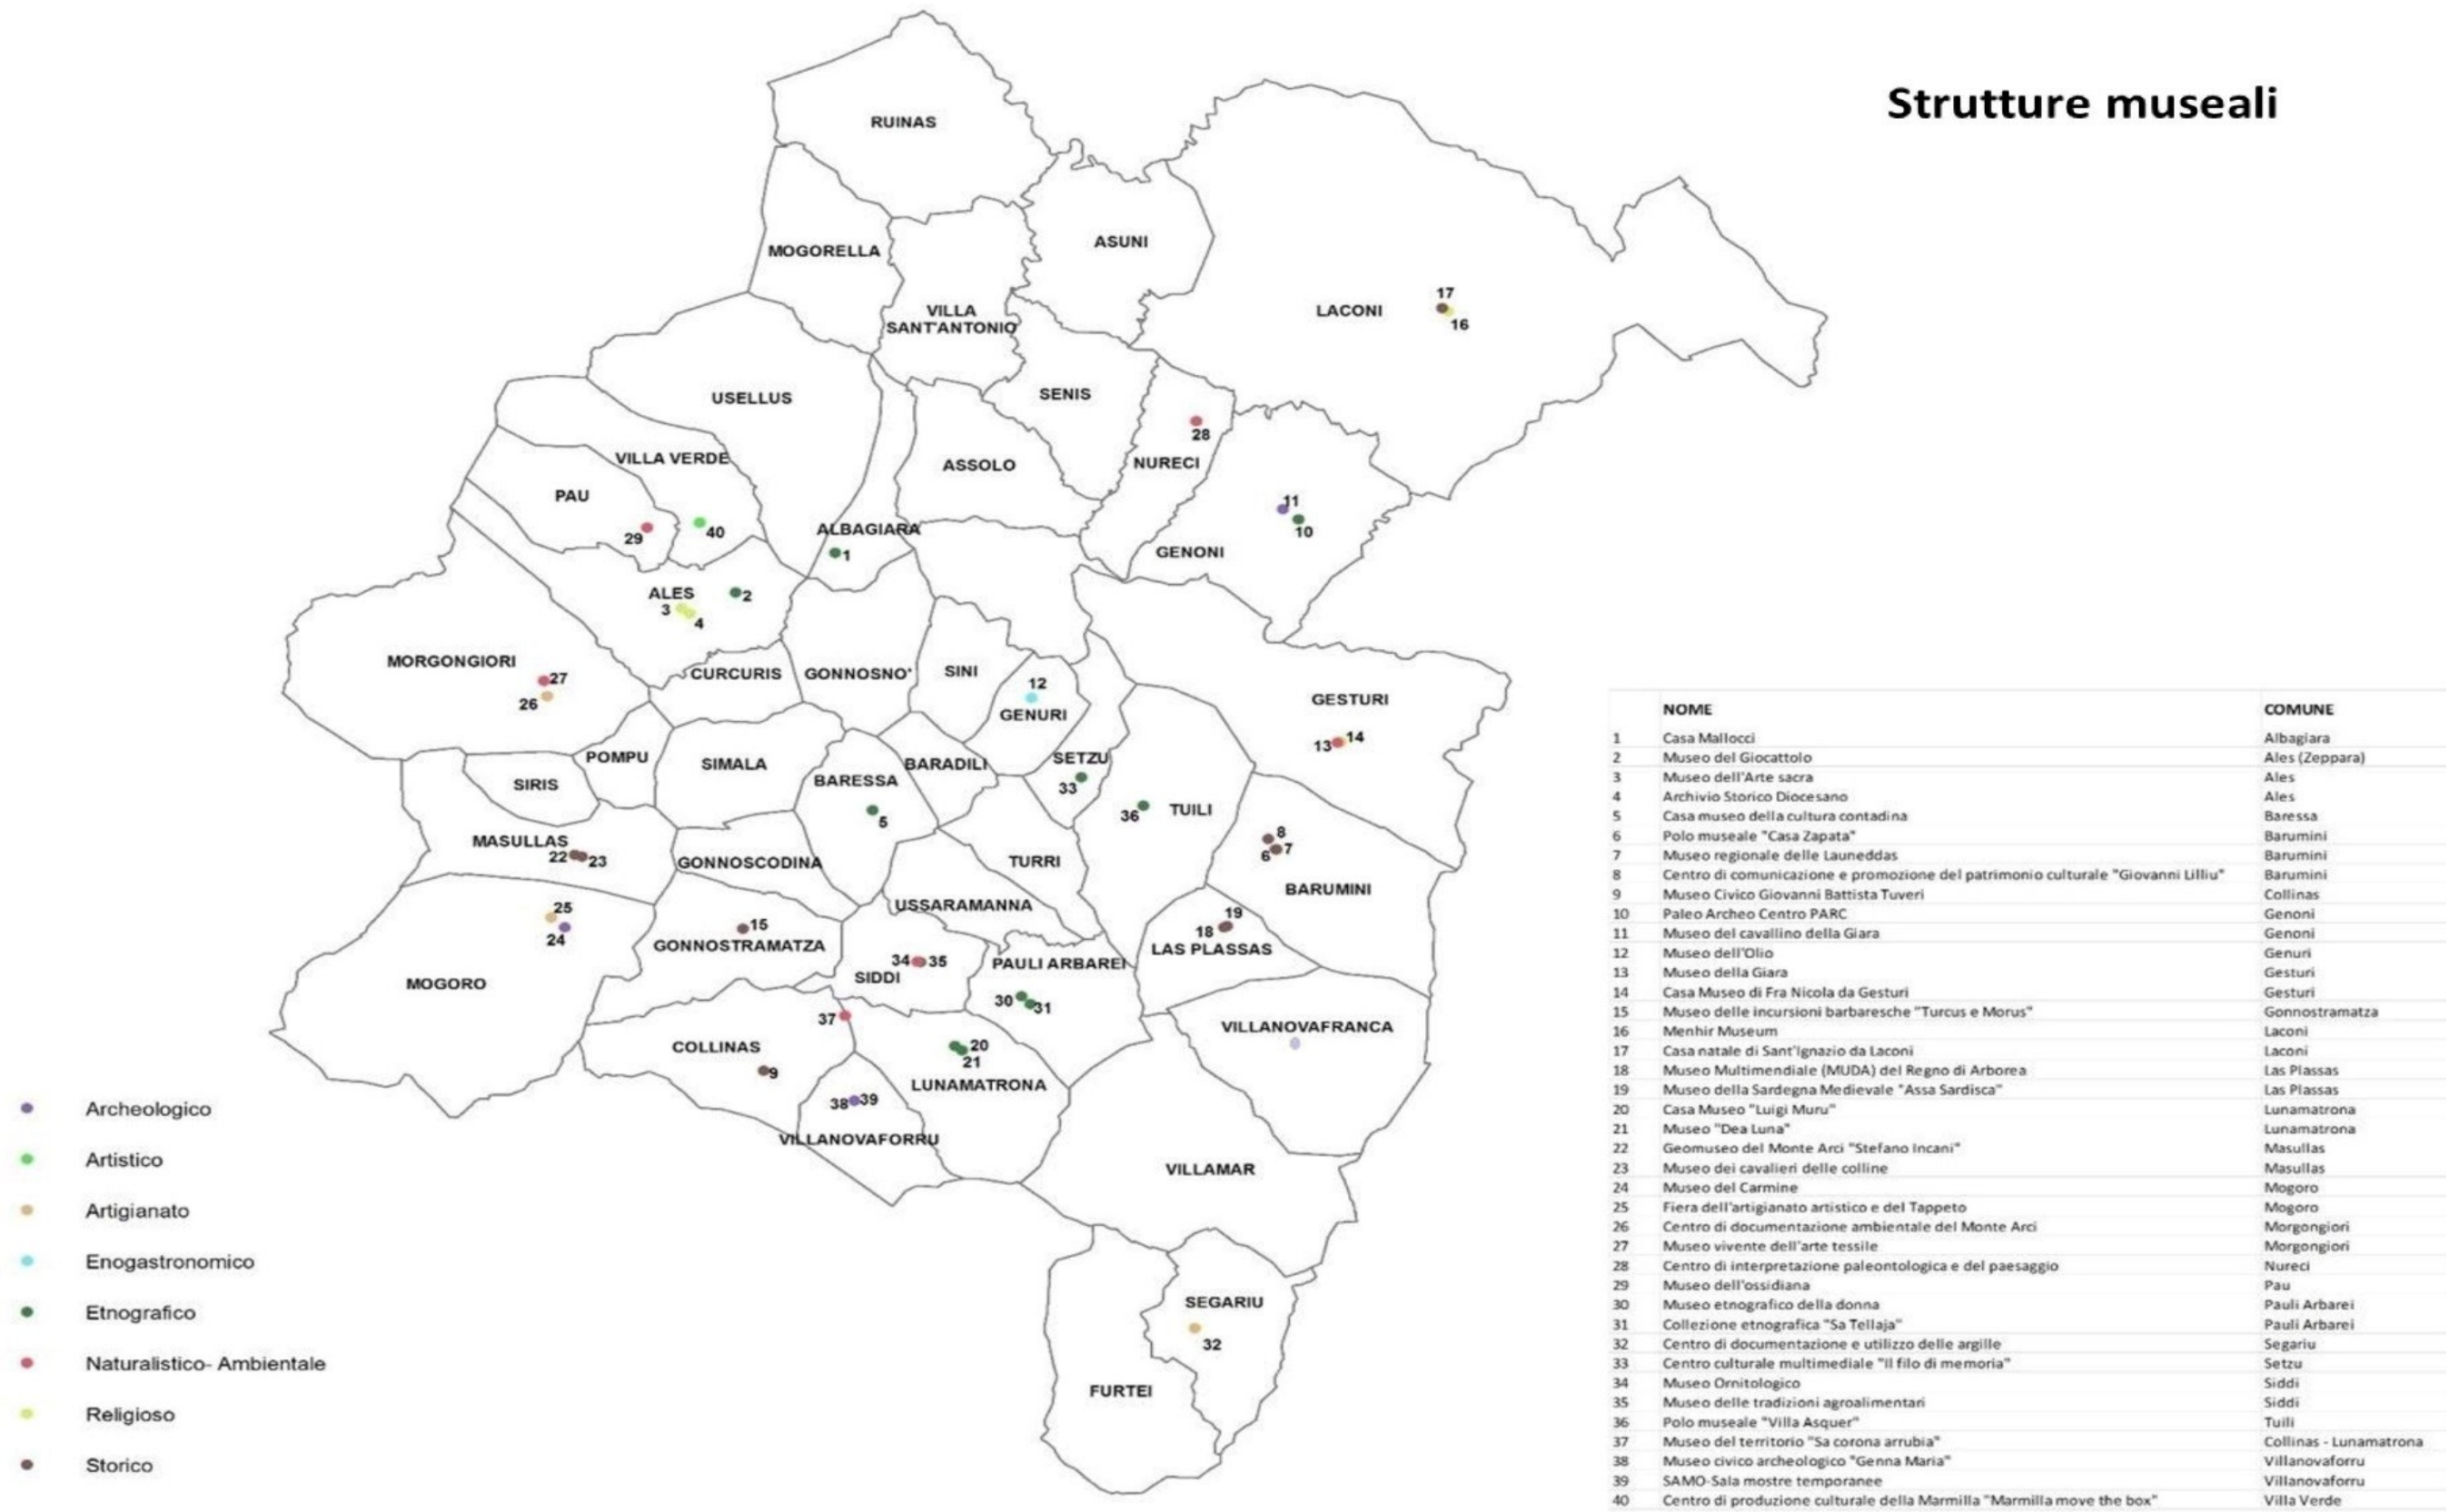 Strutture museali
RUINAS
MOGORELLA
ASUNI
VILLA
SANT'ANTONIO
LACONI
17
16
USELLUS
SENIS
28
NURECI
VILLA VERDE
ASSOLO
PAU
29
40
11
10
ALBAGIARA
1
GENONI
ALES
2
3
4
MORGONGIORI
27
26
CURCURIS
GONNOSNO'
SINI
12
GENURI
GESTURI
13
14
POMPU
SIRIS
SIMALA
BARESSA
5
BARADILI
SETZU
33
36
TUILI
MASULLAS
22
23
GONNOSCODINA
TURRI
8
6
7
BARUMINI
USSARAMANNA
25
24
15
GONNOSTRAMATZA
19
18
LAS PLASSAS
34
35
SIDDI
PAULI ARBAREI
30
31
MOGORO
37
COLLINAS
9
20
21
LUNAMATRONA
VILLANOVAFRANCA
38
39
VILLANOVAFORRU
VILLAMAR
SEGARIU
32
FURTEI
Archeologico
Artistico
Artigianato
Enogastronomico
Etnografico
Naturalistico- Ambientale
Religioso
Storico
NOME COMUNE
1 Casa Mallocci Albagiara
2 Museo del Giocattolo Ales (Zeppara)
3 Museo dell'Arte sacra Ales
4 Archivio Storico Diocesano Ales
5 Casa museo della cultura contadina Baressa
6 Polo museale "Casa Zapata" Barumini
7 Museo regionale delle Launeddas Barumini
8 Centro di comunicazione e promozione del patrimonio culturale "Giovanni Lilliu" Barumini
9 Museo Civico Giovanni Battista Tuveri Collinas
10 Paleo Archeo Centro PARC Genoni
11 Museo del cavallino della Giara Genoni
12 Museo dell'Olio Genuri
13 Museo della Giara Gesturi
14 Casa Museo di Fra Nicola da Gesturi Gesturi
15 Museo delle incursioni barbaresche "Turcus e Morus" Gonnostramatza
16 Menhir Museum Laconi
17 Casa natale di Sant'Ignazio da Laconi Laconi
18 Museo Multimendiale (MUDA) del Regno di Arborea Las Plassas
19 Museo della Sardegna Medievale "Assa Sardisca" Las Plassas
20 Casa Museo "Luigi Muru" Lunamatrona
21 Museo "Dea Luna" Lunamatrona
22 Geomuseo del Monte Arci "Stefano Incani" Masullas
23 Museo dei cavalieri delle colline Masullas
24 Museo del Carmine Mogoro
25 Fiera dell'artigianato artistico e del Tappeto Mogoro
26 Centro di documentazione ambientale del Monte Arci Morgongiori
27 Museo vivente dell'arte tessile Morgongiori
28 Centro di interpretazione paleontologica e del paesaggio Nureci
29 Museo dell'ossidiana Pau
30 Museo etnografico della donna Pauli Arbarei
31 Collezione etnografica "Sa Tellaja" Pauli Arbarei
32 Centro di documentazione e utilizzo delle argille Segariu
33 Centro culturale multimediale "Il filo di memoria" Setzu
34 Museo Ornitologico Siddi
35 Museo delle tradizioni agroalimentari Siddi
36 Polo museale "Villa Asquer" Tuili
37 Museo del territorio "Sa corona arrubia" Collinas - Lunamatrona
38 Museo civico archeologico "Genna Maria" Villanovaforru
39 SAMO-Sala mostre temporanee Villanovaforru
40 Centro di produzione culturale della Marmilla "Marmilla move the box" Villa Verde